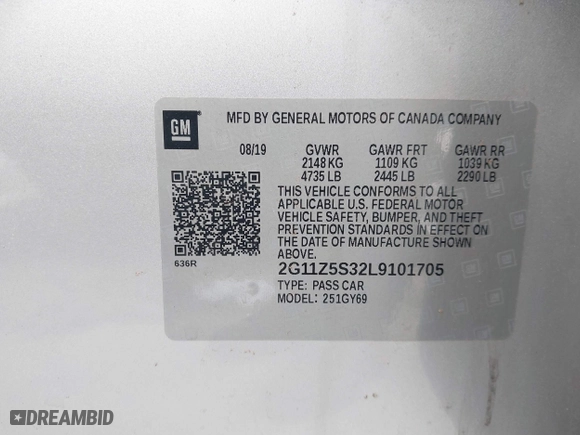 GM
MFD BY GENERAL MOTORS OF CANADA COMPANY
08/19 GVWR GAWR FRT GAWR RR
2148 KG 1109 KG 1039 KG
4735 LB 2445 LB 2290 LB
THIS VEHICLE CONFORMS TO ALL
APPLICABLE U.S. FEDERAL MOTOR
VEHICLE SAFETY, BUMPER, AND THEFT
PREVENTION STANDARDS IN EFFECT ON
THE DATE OF MANUFACTURE SHOWN
ABOVE.
636R
2G11Z5S32L9101705
TYPE: PASS CAR
MODEL: 251GY69
DREAMBID